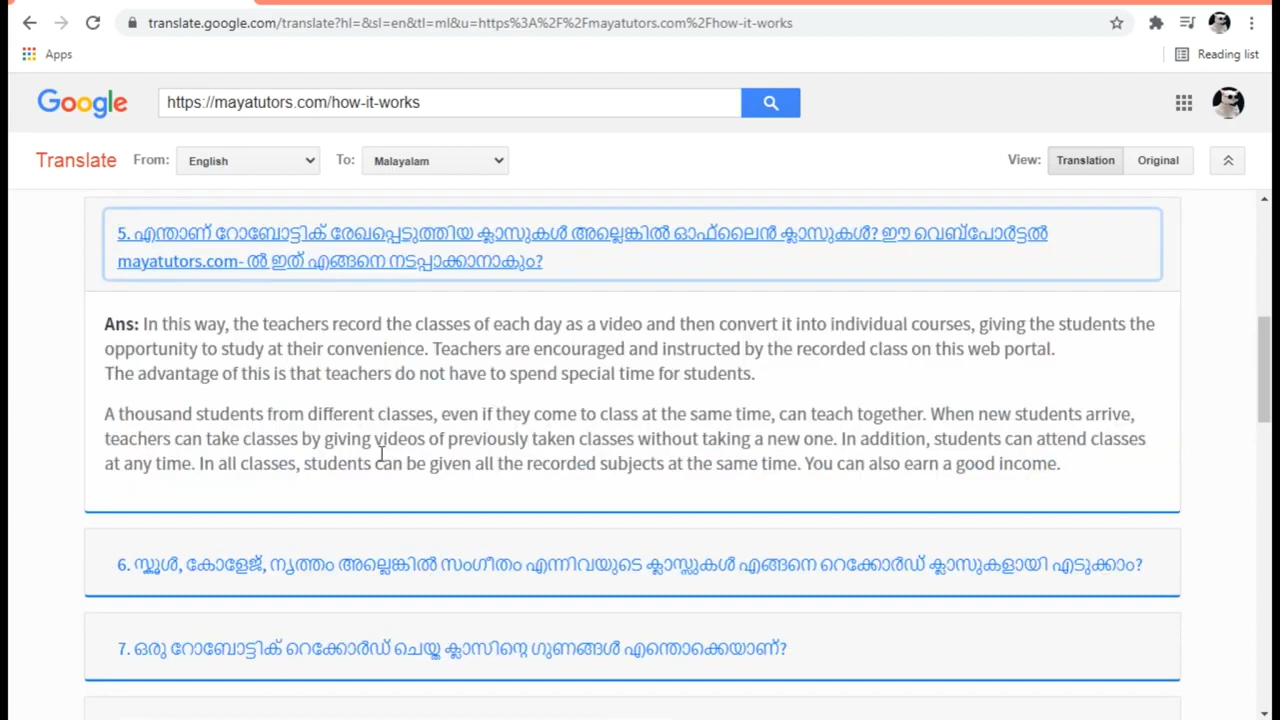 translate.google.com/translate?hl=&sl=en&tl=ml&u=https%3A%2F%2Fmayatutors.com%2Fhow-it-works
Apps
Reading list
Google
https://mayatutors.com/how-it-works
Translate
From:
English
To:
Malayalam
View:
Translation
Original
5. എന്താണ് റോബോട്ടിക് രേഖപ്പെടുത്തിയ ക്ലാസുകൾ അല്ലെങ്കിൽ ഓഫ്‌ലൈൻ ക്ലാസുകൾ? ഈ വെബ്‌പോർട്ടൽ
mayatutors.com- ൽ ഇത് എങ്ങനെ നടപ്പാക്കാനാകും?
Ans: In this way, the teachers record the classes of each day as a video and then convert it into individual courses, giving the students the
opportunity to study at their convenience. Teachers are encouraged and instructed by the recorded class on this web portal.
The advantage of this is that teachers do not have to spend special time for students.
A thousand students from different classes, even if they come to class at the same time, can teach together. When new students arrive,
teachers can take classes by giving videos of previously taken classes without taking a new one. In addition, students can attend classes
at any time. In all classes, students can be given all the recorded subjects at the same time. You can also earn a good income.
6. സ്കൂൾ, കോളേജ്, നൃത്തം അല്ലെങ്കിൽ സംഗീതം എന്നിവയുടെ ക്ലാസ്സുകൾ എങ്ങനെ റെക്കോർഡ് ക്ലാസുകളായി എടുക്കാം?
7. ഒരു റോബോട്ടിക് റെക്കോർഡ് ചെയ്ത ക്ലാസിന്റെ ഗുണങ്ങൾ എന്തൊക്കെയാണ്?